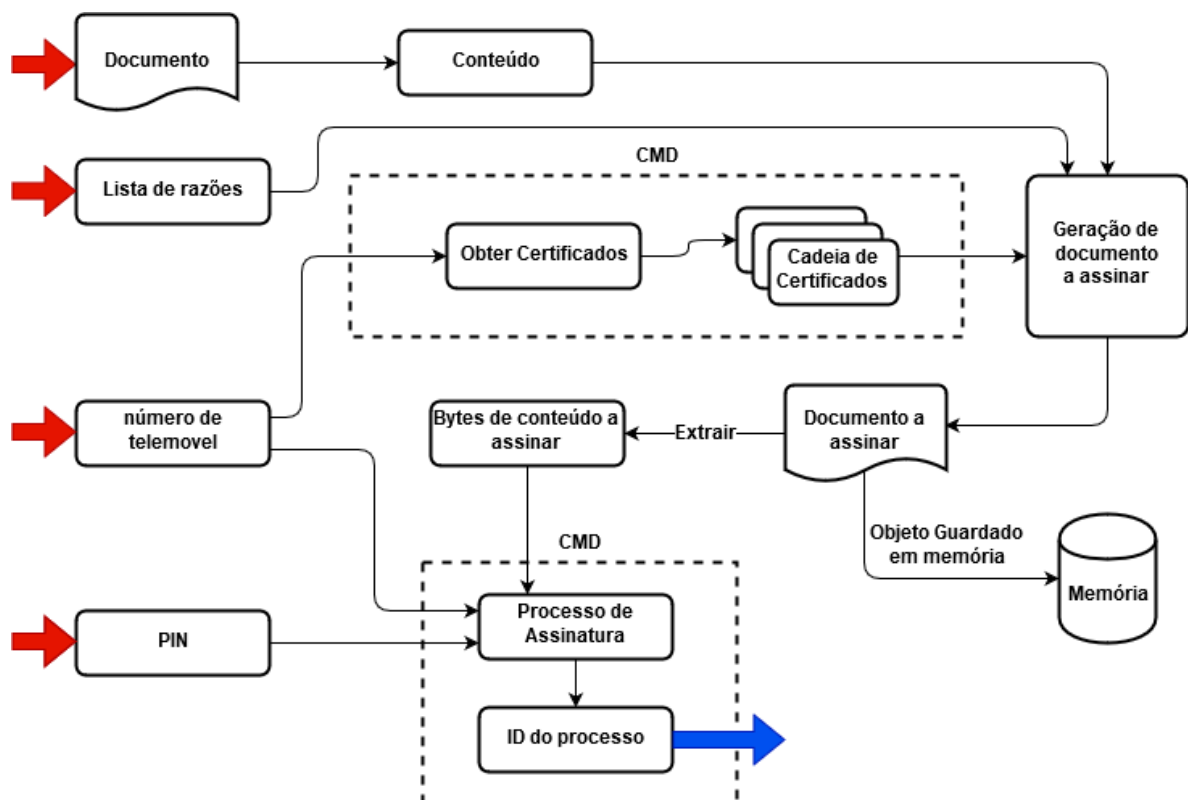 Documento
Conteúdo
Lista de razões
CMD
Obter Certificados
Cadeia de
Certificados
Geração de
documento
a assinar
número de
telemovel
Bytes de conteúdo a
assinar
Extrair
Documento a
assinar
Objeto Guardado
em memória
Memória
CMD
Processo de
Assinatura
PIN
ID do processo